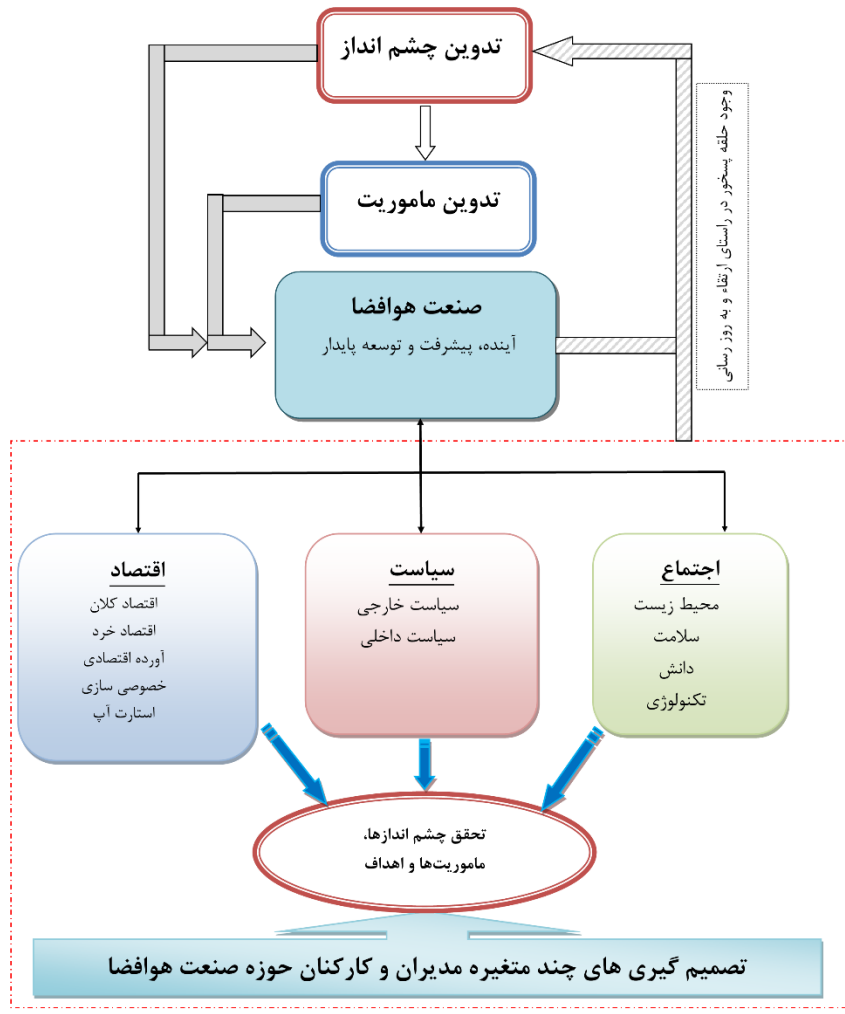 تدوین چشم انداز
وجود حلقه پسخور در راستای ارتقاء و به روز رسانی
تدوین ماموریت
صنعت هوافضا
آینده، پیشرفت و توسعه پایدار
اجتماع
محیط زیست
سلامت
دانش
تکنولوژی
سیاست
سیاست خارجی
سیاست داخلی
اقتصاد
اقتصاد کلان
اقتصاد خرد
آورده اقتصادی
خصوصی سازی
استارت آپ
تحقق چشم اندازها،
ماموریت‌ها و اهداف
تصمیم گیری های چند متغیره مدیران و کارکنان حوزه صنعت هوافضا